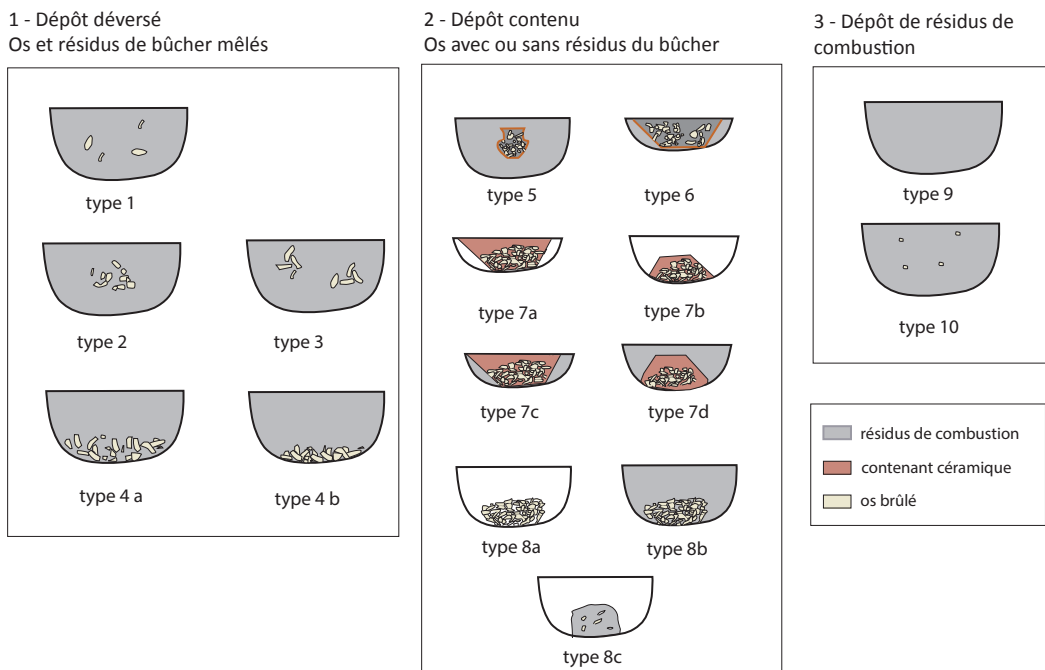 1 - Dépôt déversé
Os et résidus de bûcher mêlés
type 1
type 2
type 3
type 4 a
type 4 b
2 - Dépôt contenu
Os avec ou sans résidus du bûcher
type 5
type 6
type 7a
type 7b
type 7c
type 7d
type 8a
type 8b
type 8c
3 - Dépôt de résidus de
combustion
type 9
type 10
résidus de combustion
contenant céramique
os brûlé